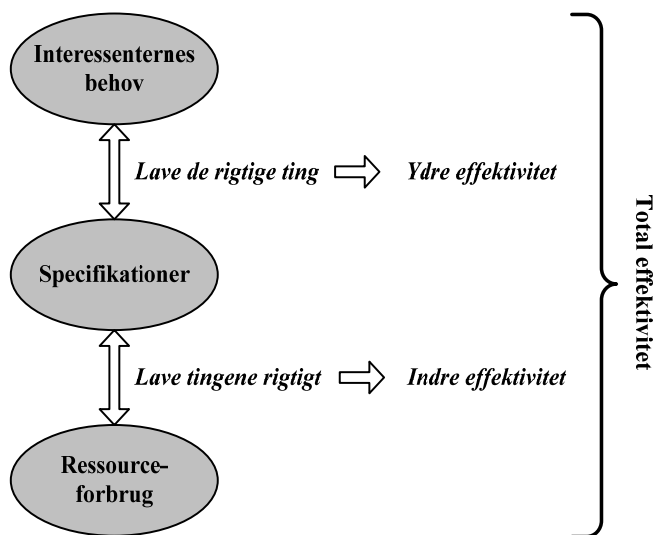 Interessenternes
behov
Lave de rigtige ting
Ydre effektivitet
Specifikationer
Total effektivitet
Lave tingene rigtigt
Indre effektivitet
Ressource-
forbrug